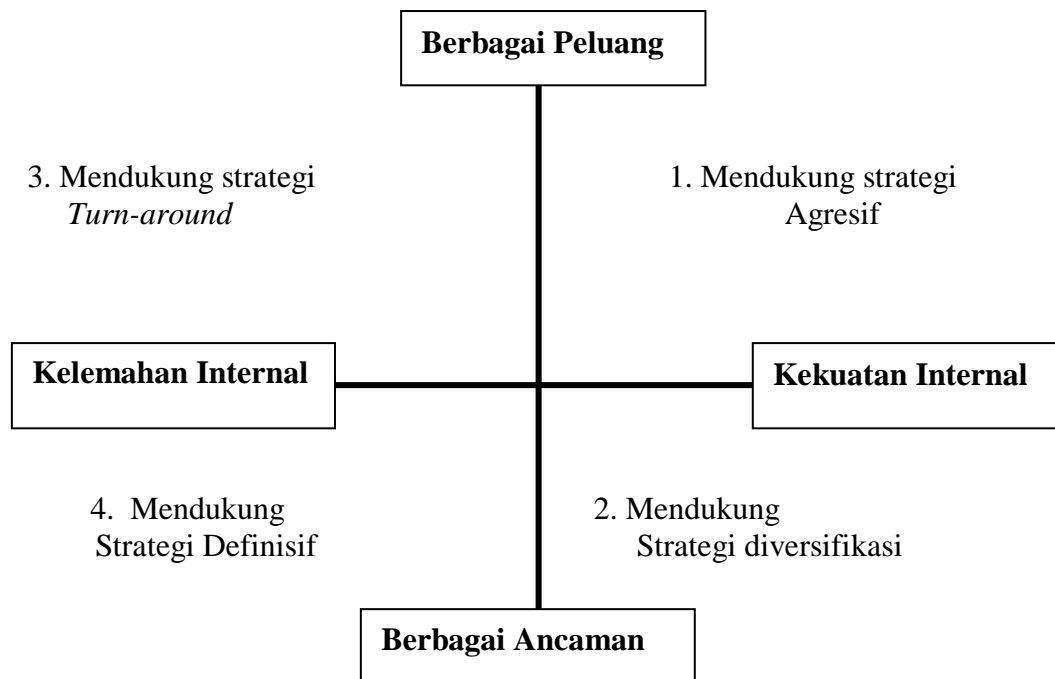 Berbagai Peluang
3. Mendukung strategi
Turn-around
1. Mendukung strategi
Agresif
Kelemahan Internal
Kekuatan Internal
4. Mendukung
Strategi Definisif
2. Mendukung
Strategi diversifikasi
Berbagai Ancaman